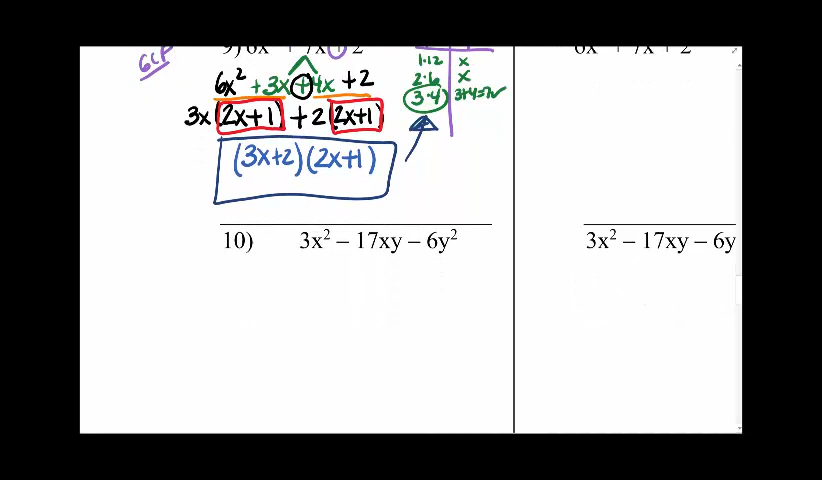 GCF
6x² + 3x + 4x + 2
3x (2x+1) + 2 (2x+1)
(3x+2)(2x+1)
1·12 x
2·6 x
3·4 3+4=7✓
10) 3x² – 17xy – 6y²
3x² – 17xy – 6y